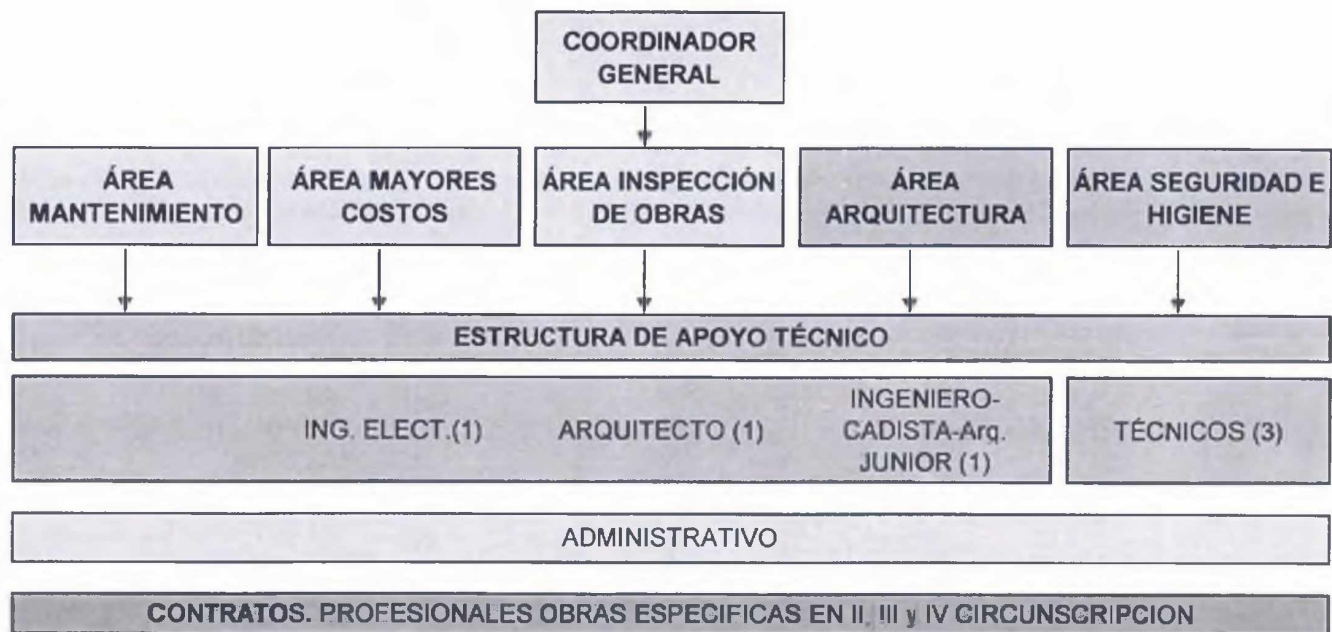 COORDINADOR
GENERAL
ÁREA
MANTENIMIENTO
ÁREA MAYORES
COSTOS
ÁREA INSPECCIÓN
DE OBRAS
ÁREA
ARQUITECTURA
ÁREA SEGURIDAD E
HIGIENE
ESTRUCTURA DE APOYO TÉCNICO
ING. ELECT.(1)
ARQUITECTO (1)
INGENIERO-
CADISTA-Arq.
JUNIOR (1)
TÉCNICOS (3)
ADMINISTRATIVO
CONTRATOS. PROFESIONALES OBRAS ESPECIFICAS EN II, III y IV CIRCUNSGRIPCION